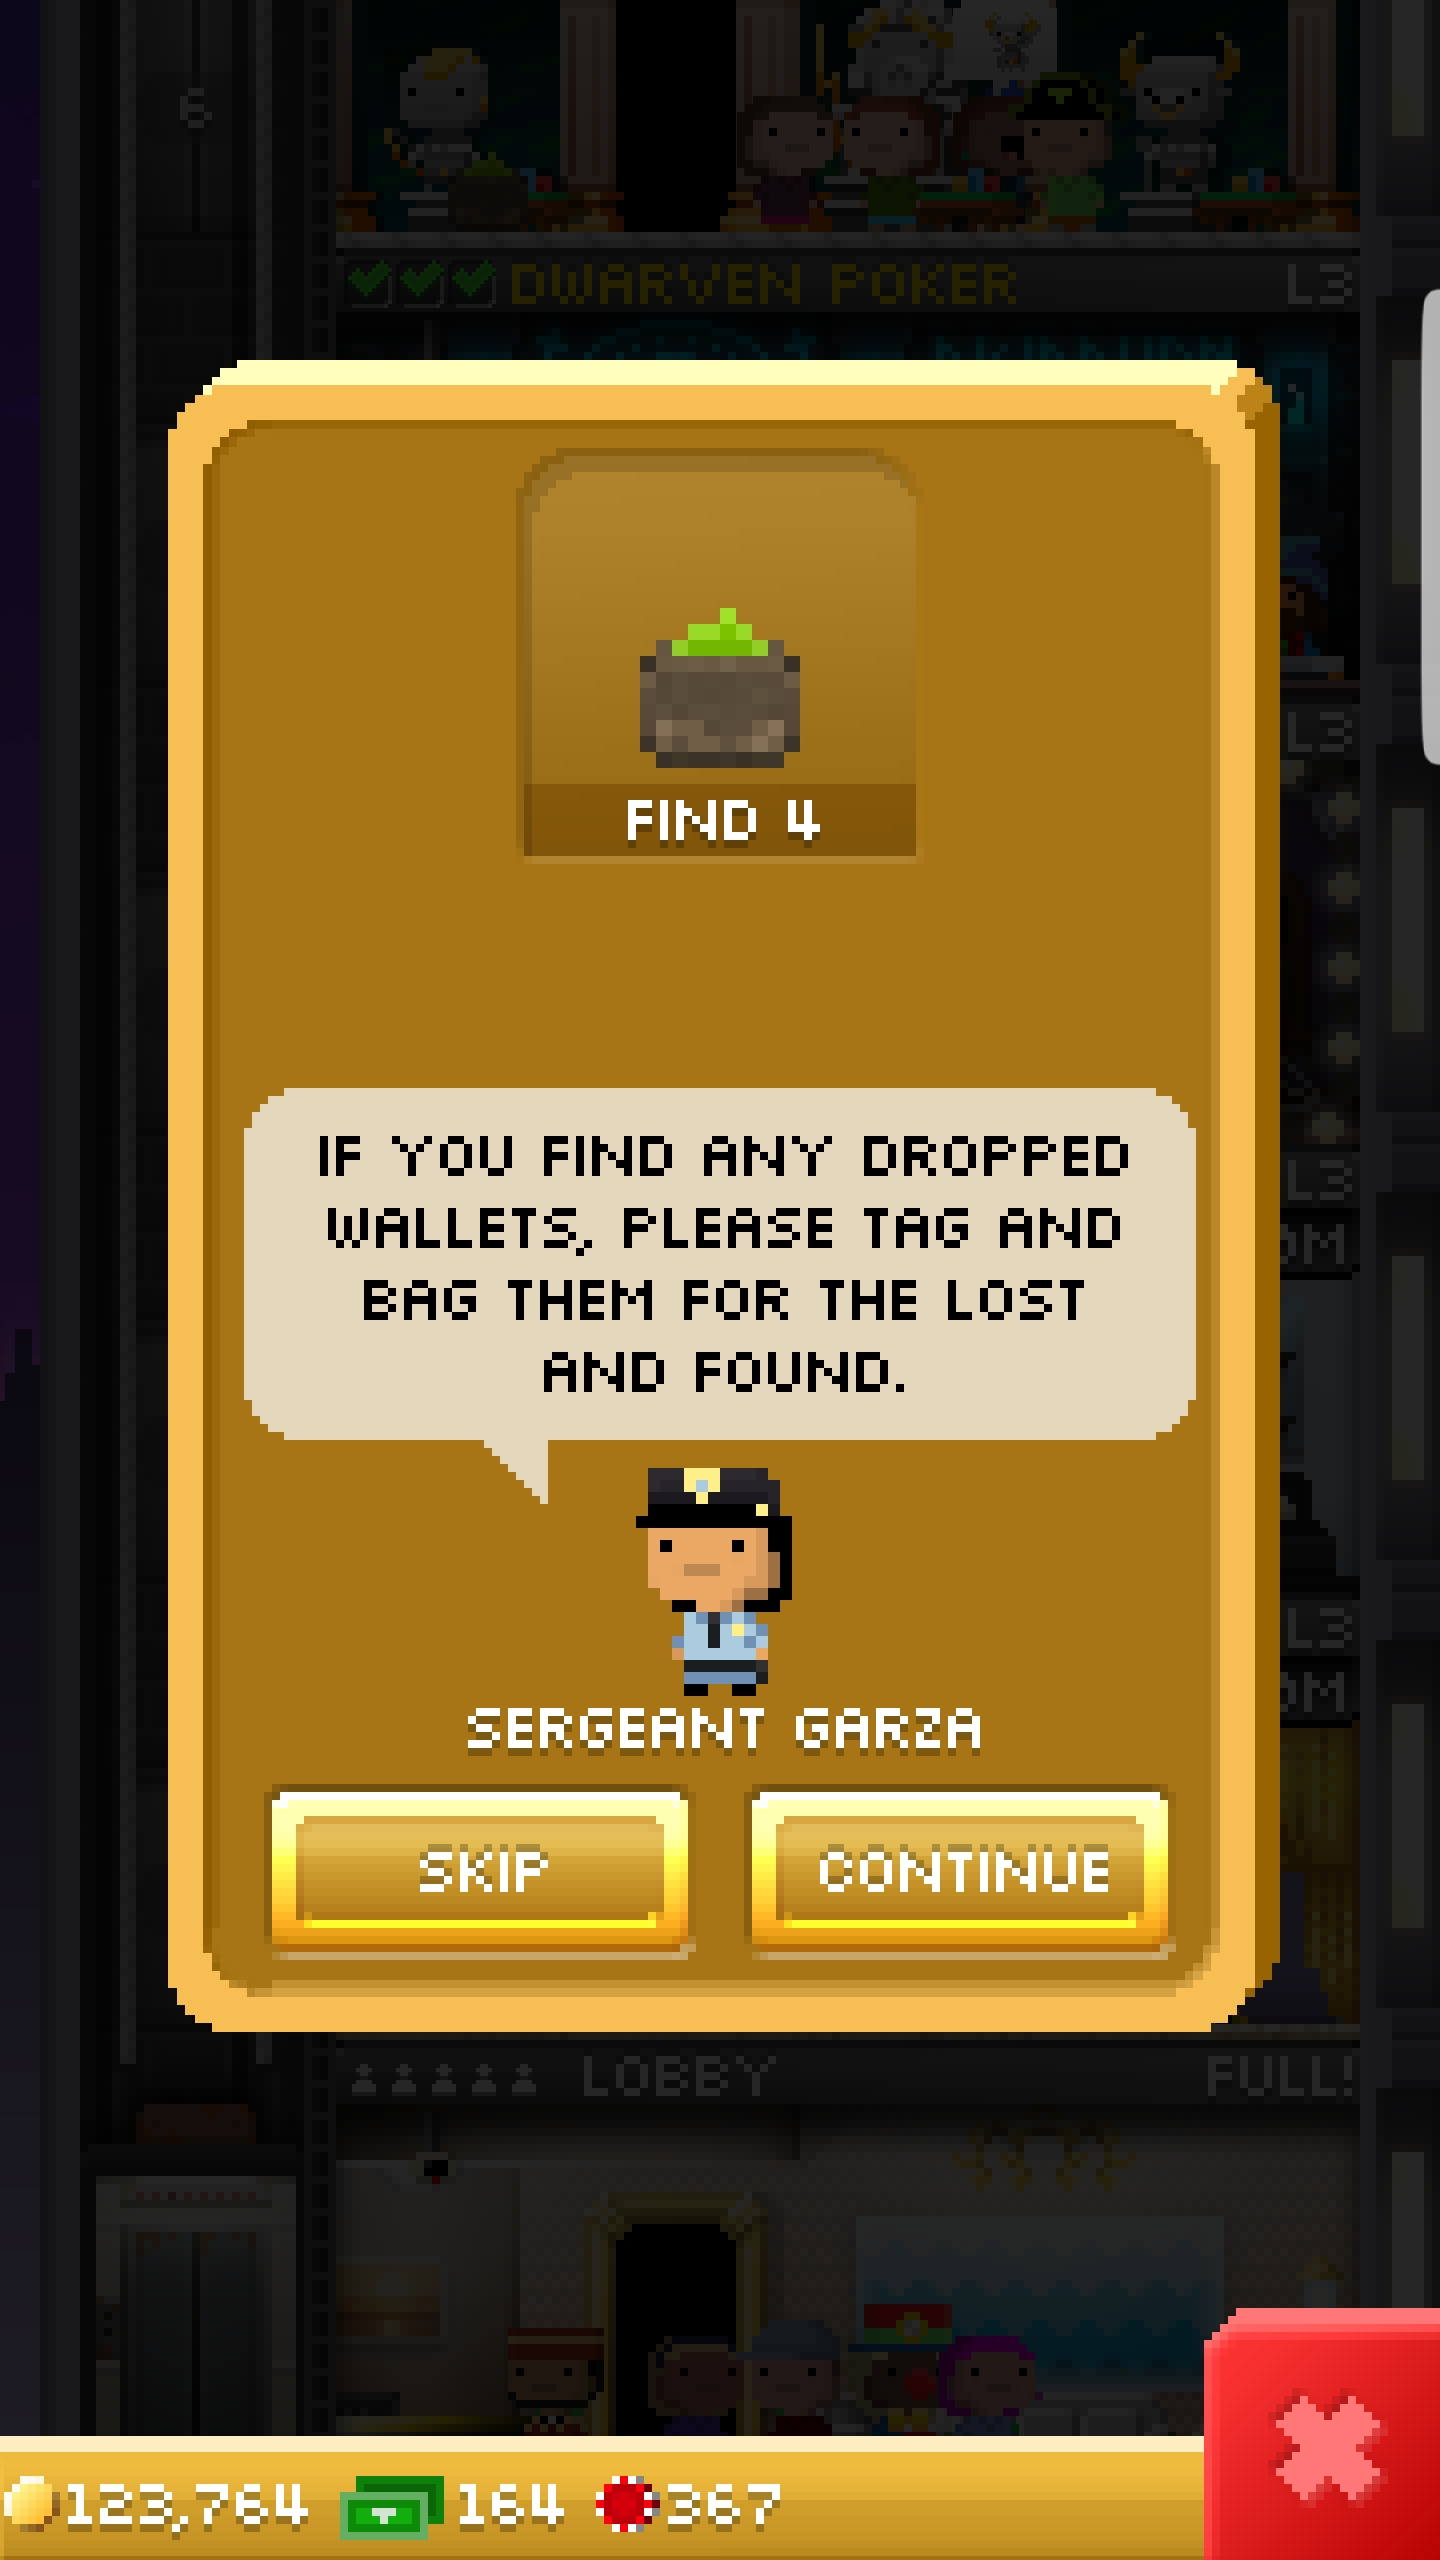 6
DWARVEN POKER L3
FIND 4
L3
IF YOU FIND ANY DROPPED
WALLETS, PLEASE TAG AND
BAG THEM FOR THE LOST
AND FOUND.
L3
L3
SERGEANT GARZA
SKIP CONTINUE
LOBBY FULL!
123,764 164 367